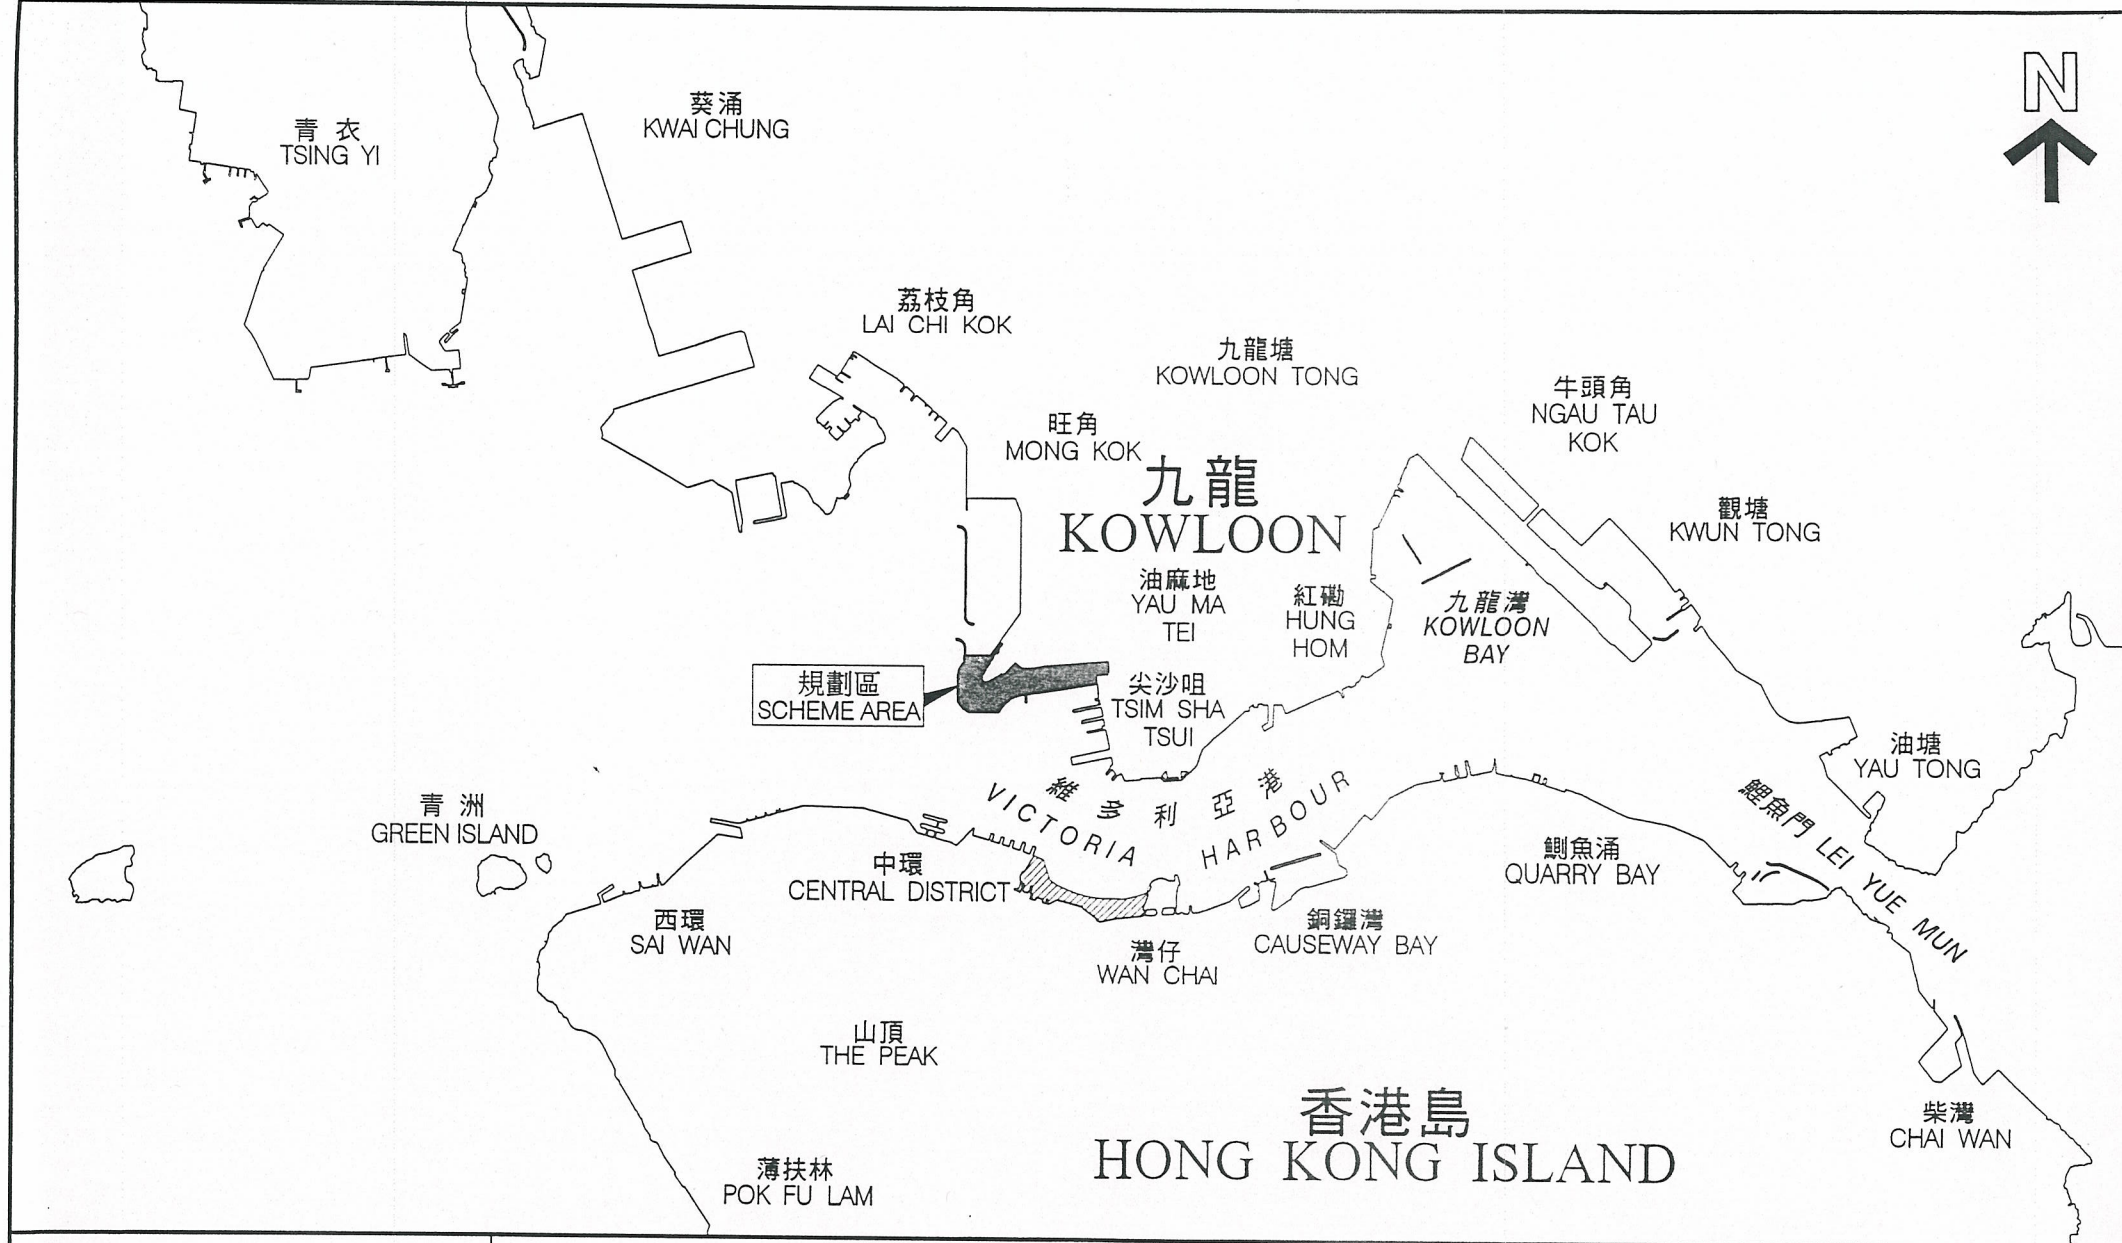 N
葵涌
KWAI CHUNG
青衣
TSING YI
荔枝角
LAI CHI KOK
九龍塘
KOWLOON TONG
牛頭角
NGAU TAU
KOK
旺角
MONG KOK
九龍
KOWLOON
觀塘
KWUN TONG
油麻地
YAU MA
TEI
紅磡
HUNG
HOM
九龍灣
KOWLOON
BAY
規劃區
SCHEME AREA
尖沙咀
TSIM SHA
TSUI
油塘
YAU TONG
維多利亞港
VICTORIA HARBOUR
鯉魚門 LEI YUE MUN
青洲
GREEN ISLAND
中環
CENTRAL DISTRICT
鰂魚涌
QUARRY BAY
西環
SAI WAN
銅鑼灣
CAUSEWAY BAY
灣仔
WAN CHAI
山頂
THE PEAK
香港島
HONG KONG ISLAND
柴灣
CHAI WAN
薄扶林
POK FU LAM